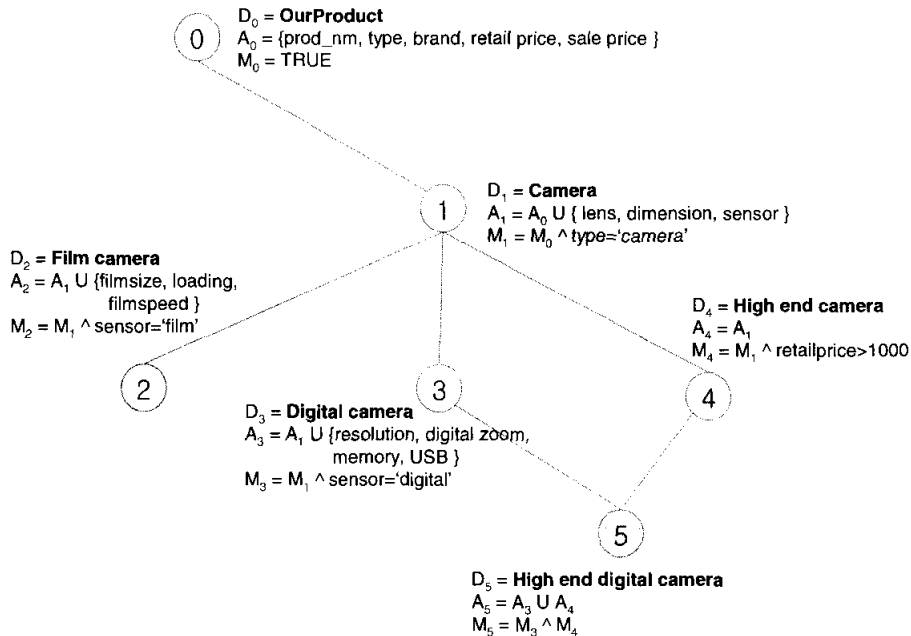 0
D₀ = OurProduct
A₀ = {prod_nm, type, brand, retail price, sale price }
M₀ = TRUE
1
D₁ = Camera
A₁ = A₀ U { lens, dimension, sensor }
M₁ = M₀ ^ type='camera'
D₂ = Film camera
A₂ = A₁ U {filmsize, loading,
filmspeed }
M₂ = M₁ ^ sensor='film'
2
D₄ = High end camera
A₄ = A₁
M₄ = M₁ ^ retailprice>1000
4
3
D₃ = Digital camera
A₃ = A₁ U {resolution, digital zoom,
memory, USB }
M₃ = M₁ ^ sensor='digital'
5
D₅ = High end digital camera
A₅ = A₃ U A₄
M₅ = M₃ ^ M₄